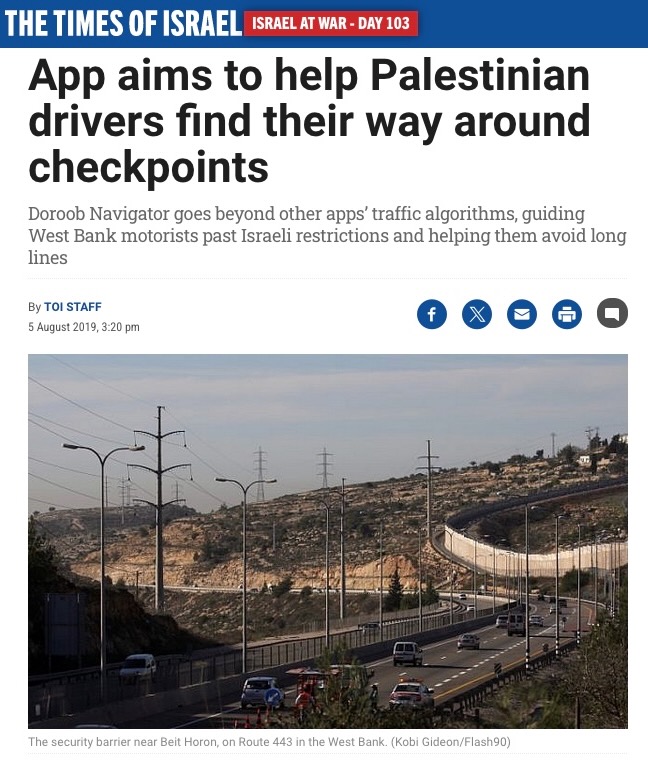 THE TIMES OF ISRAEL ISRAEL AT WAR - DAY 103
App aims to help Palestinian
drivers find their way around
checkpoints
Doroob Navigator goes beyond other apps’ traffic algorithms, guiding
West Bank motorists past Israeli restrictions and helping them avoid long
lines
By TOI STAFF
5 August 2019, 3:20 pm
The security barrier near Beit Horon, on Route 443 in the West Bank. (Kobi Gideon/Flash90)